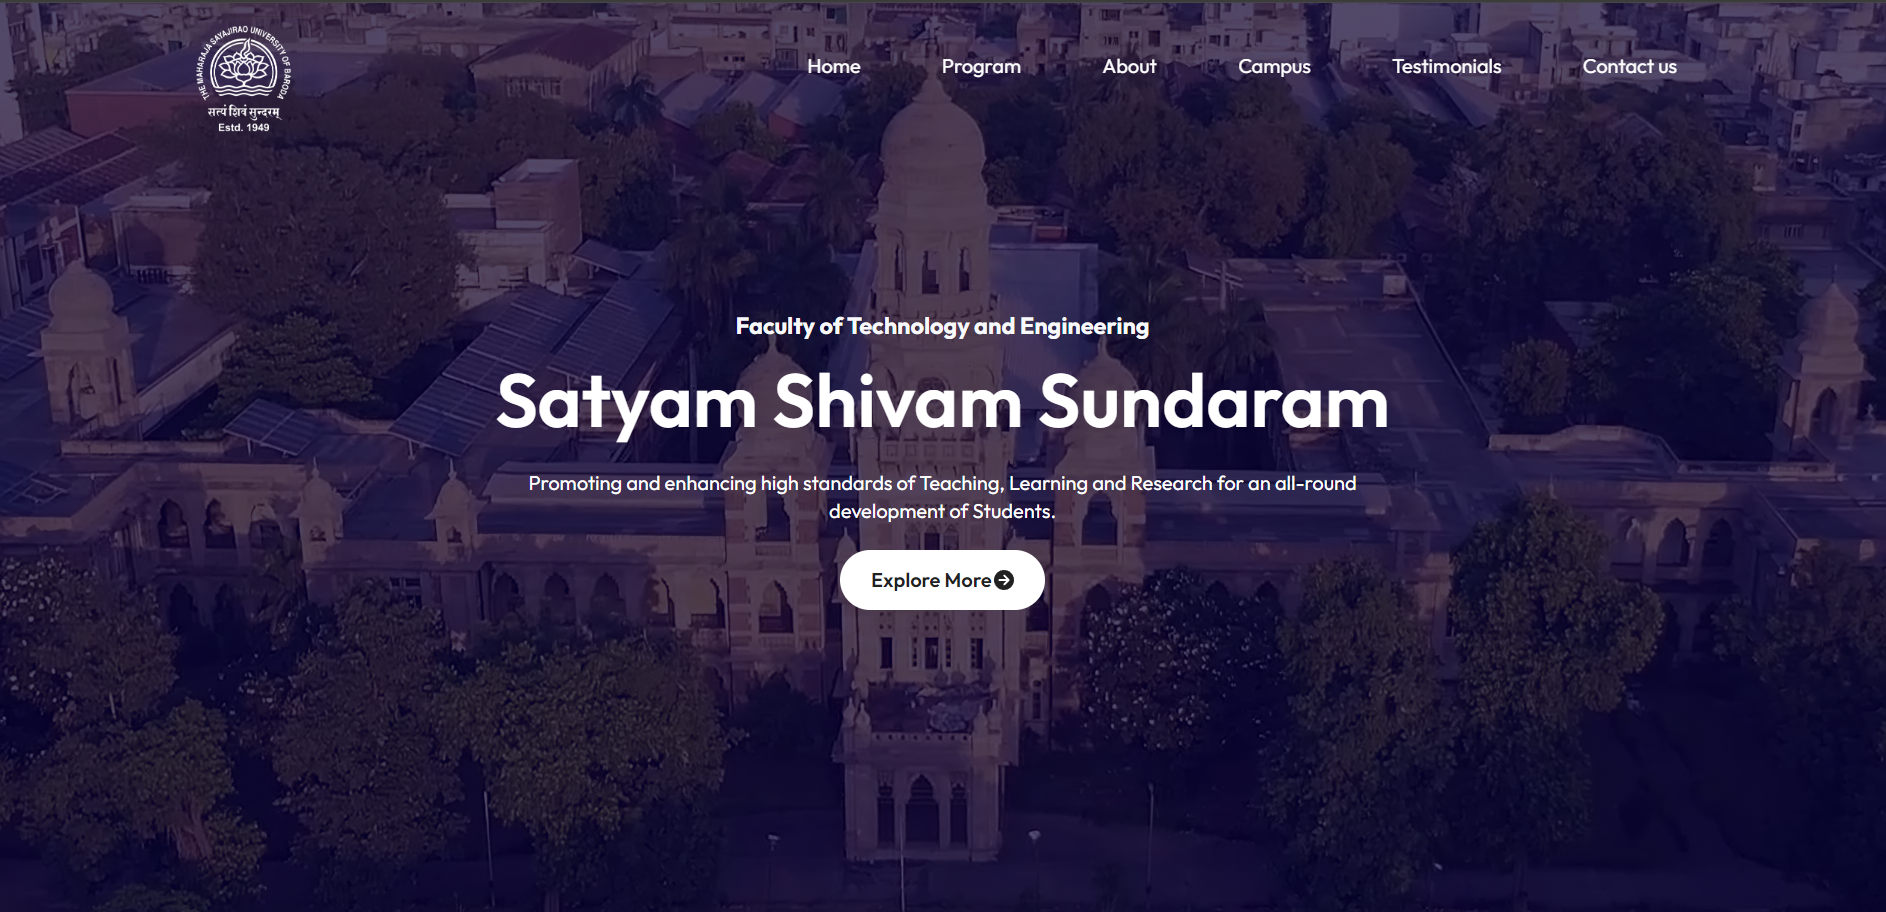 THE MAHARAJA SAYAJIRAO UNIVERSITY OF BARODA
सत्यं शिवं सुन्दरम्
Estd. 1949
Home Program About Campus Testimonials Contact us
Faculty of Technology and Engineering
Satyam Shivam Sundaram
Promoting and enhancing high standards of Teaching, Learning and Research for an all-round
development of Students.
Explore More